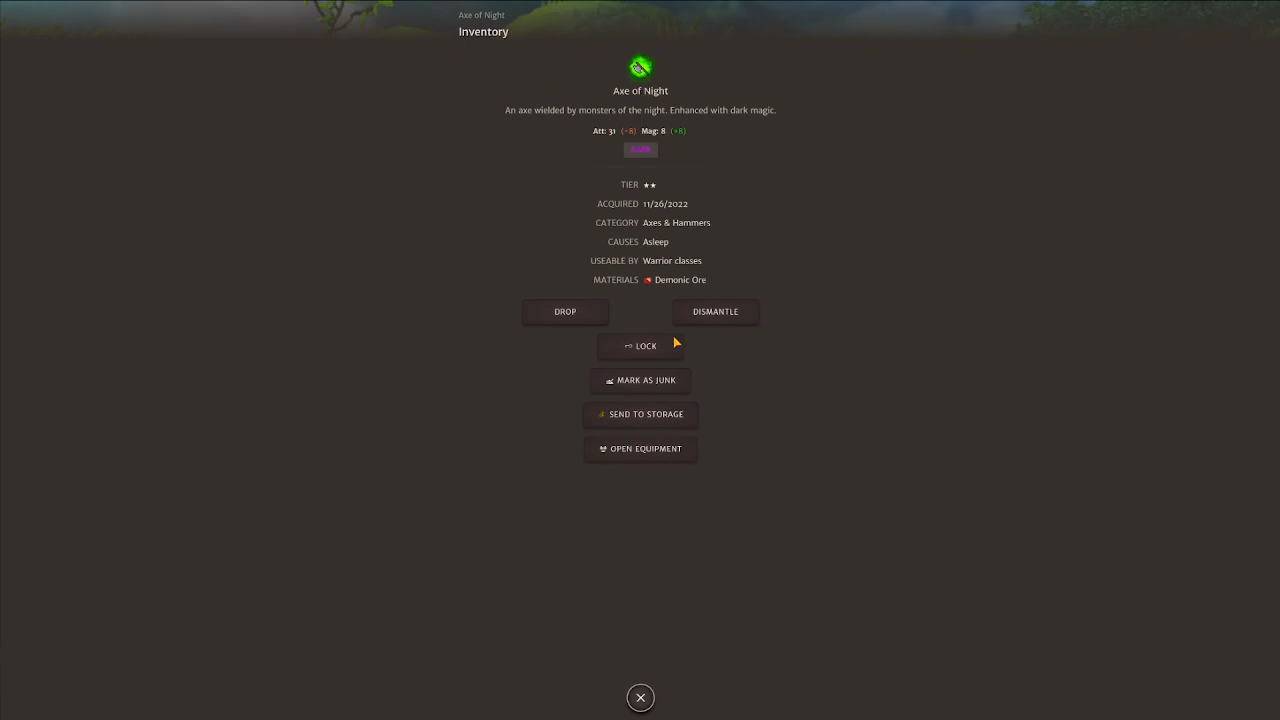 Axe of Night
Inventory
Axe of Night
An axe wielded by monsters of the night. Enhanced with dark magic.
Att: 31 (-8) Mag: 8 (+8)
DARK
TIER ★★
ACQUIRED 11/26/2022
CATEGORY Axes & Hammers
CAUSES Asleep
USEABLE BY Warrior classes
MATERIALS Demonic Ore
DROP DISMANTLE
LOCK
MARK AS JUNK
SEND TO STORAGE
OPEN EQUIPMENT